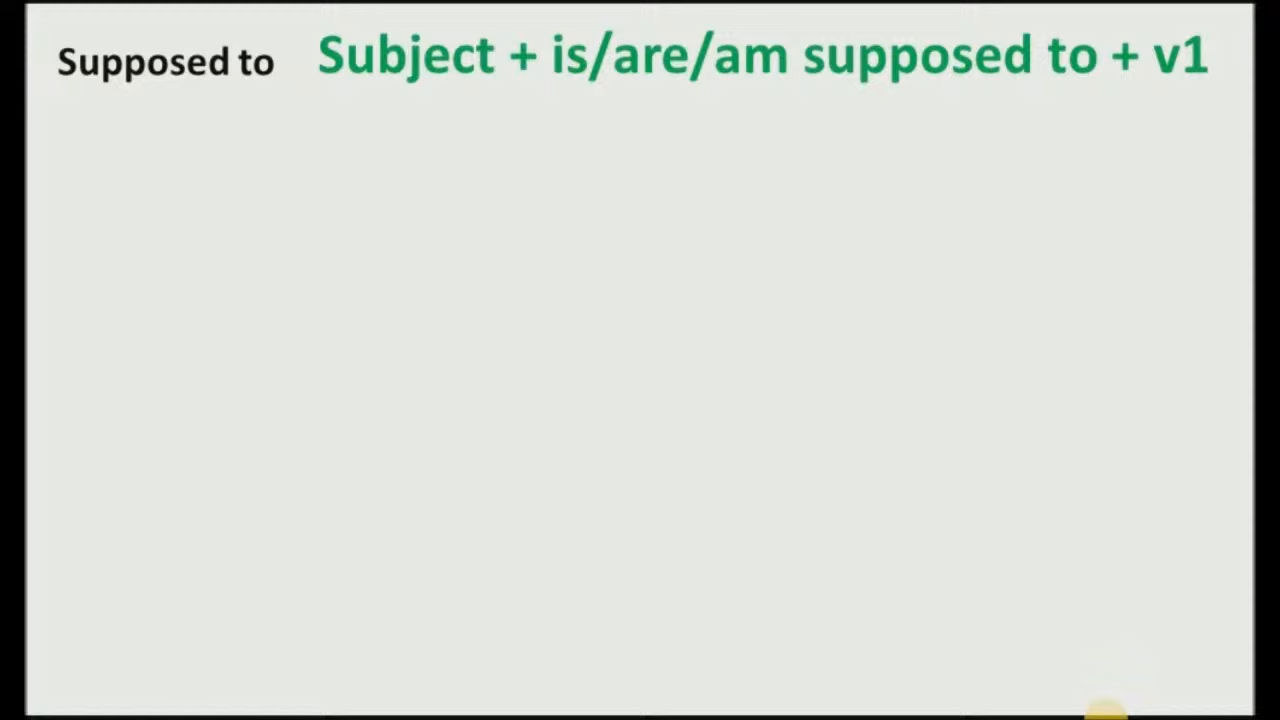 Supposed to Subject + is/are/am supposed to + v1